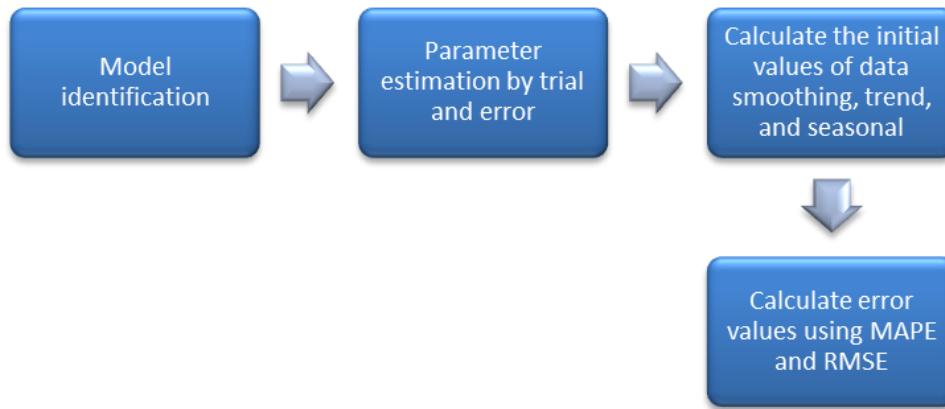 Model
identification
Parameter
estimation by trial
and error
Calculate the initial
values of data
smoothing, trend,
and seasonal
Calculate error
values using MAPE
and RMSE